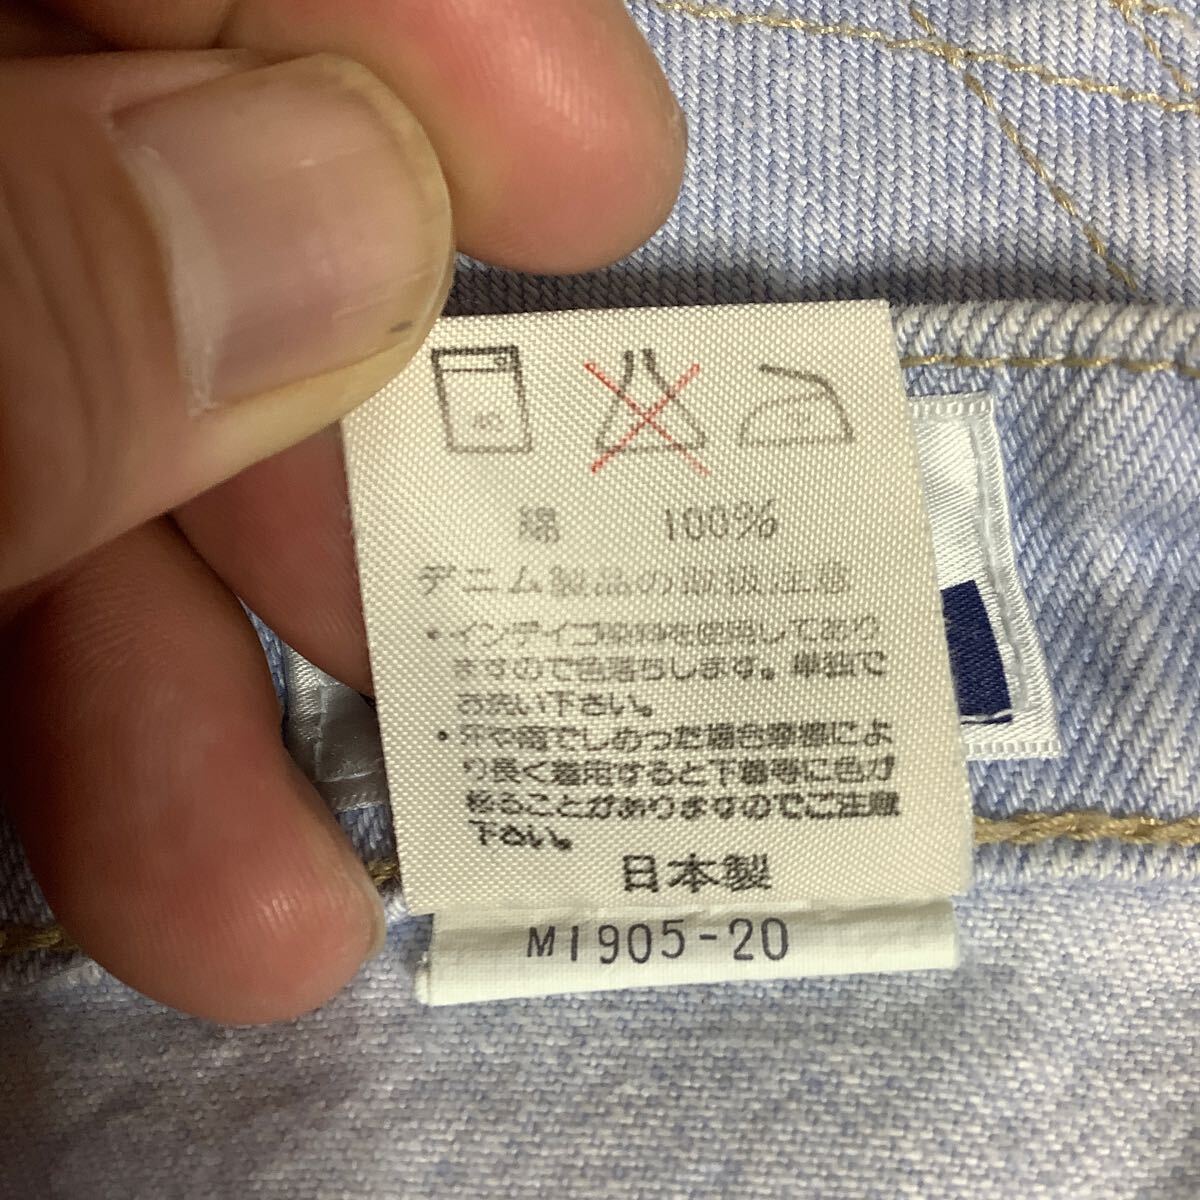 40
綿 100%
デニム製品の取扱注意
・インディゴ染料を使用しており
ますので色落ちします。単独で
お洗い下さい。
・汗や雨でしめった場合摩擦によ
り長く着用すると下着等に色が
移ることがありますのでご注意
下さい。
日本製
M1905-20